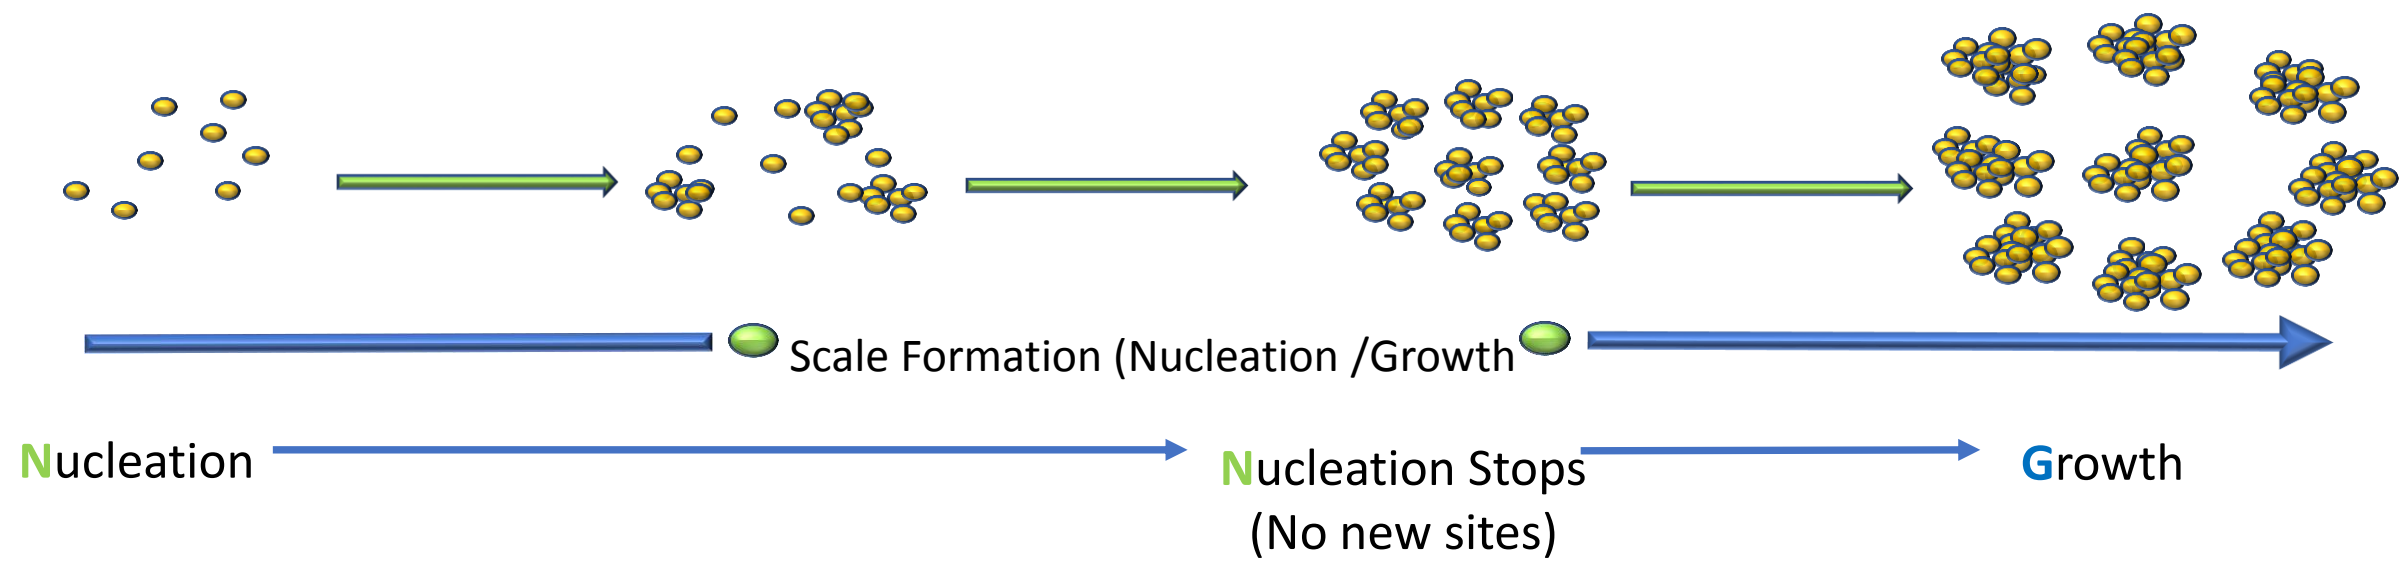 Scale Formation (Nucleation /Growth
Nucleation
Nucleation Stops
(No new sites)
Growth